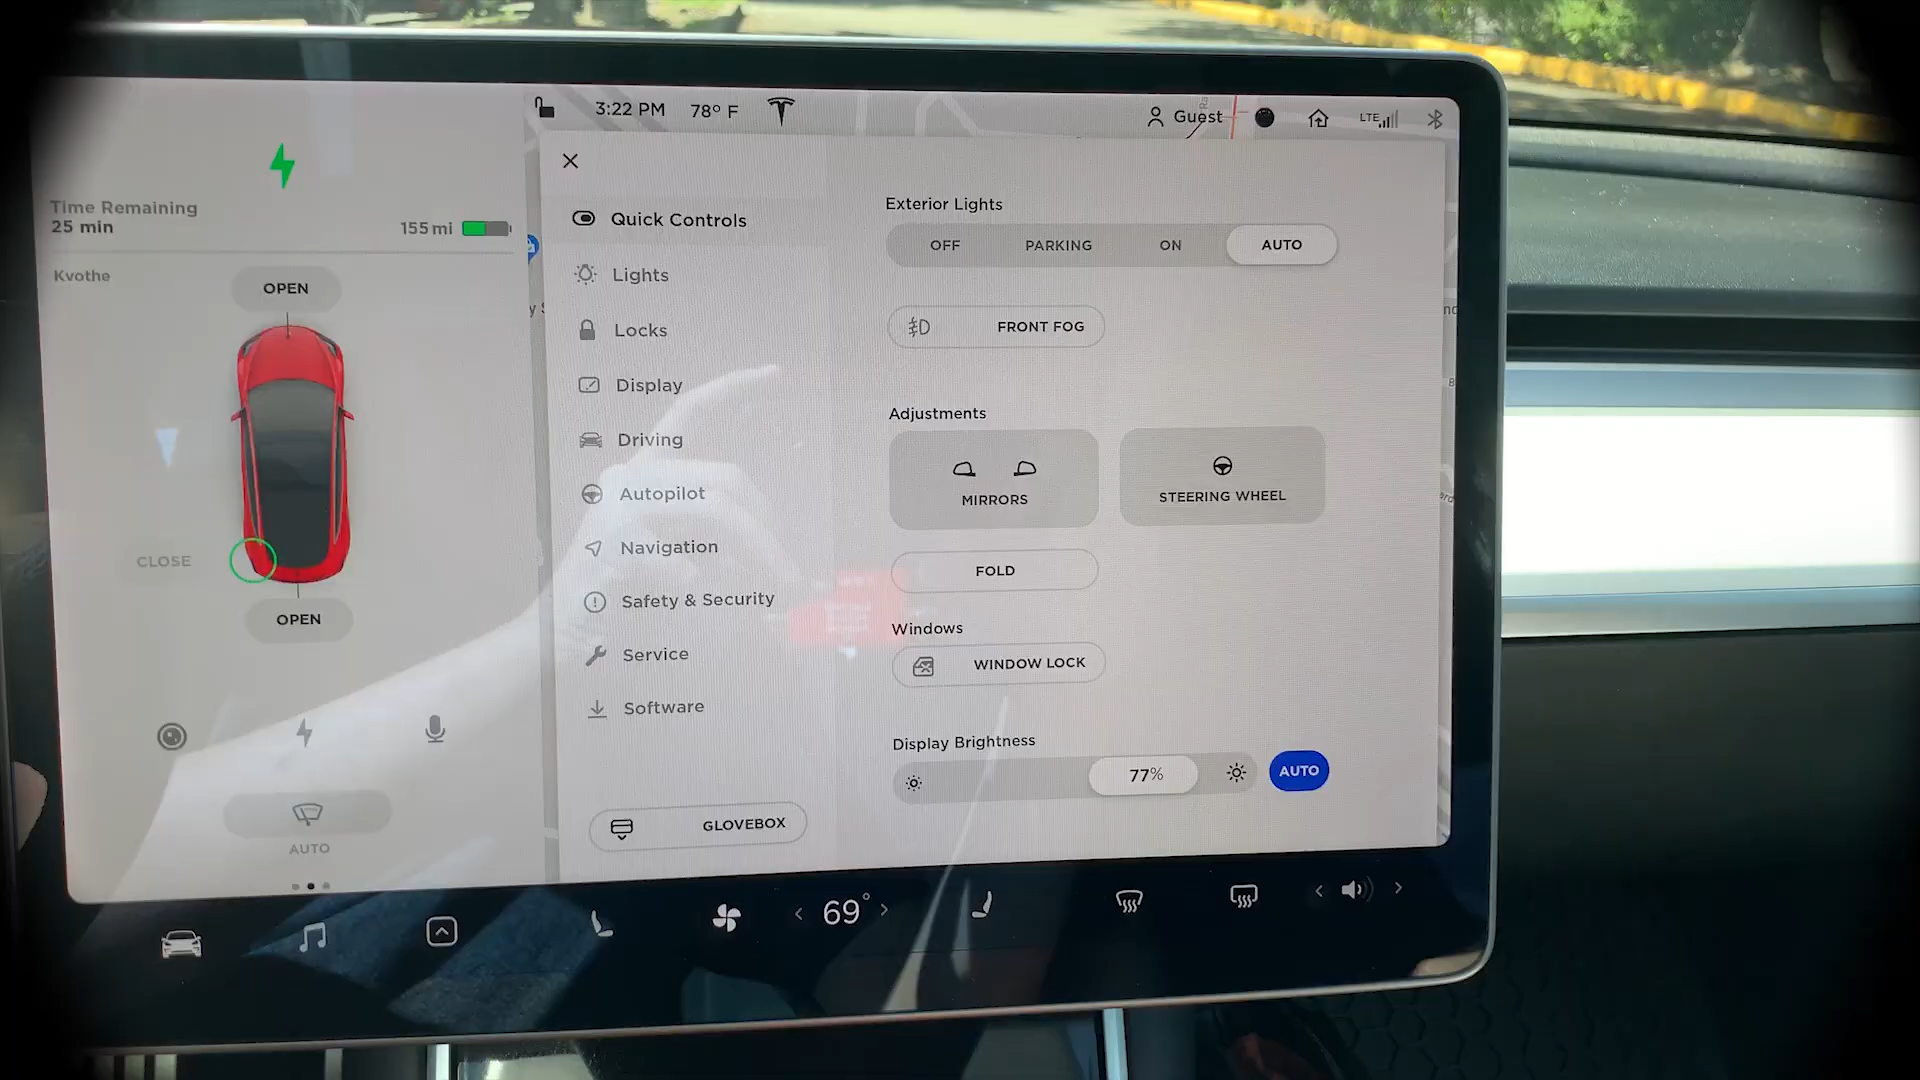 3:22 PM 78° F
Guest
LTE
Time Remaining
25 min
155 mi
Kvothe
OPEN
CLOSE
OPEN
AUTO
Quick Controls
Lights
Locks
Display
Driving
Autopilot
Navigation
Safety & Security
Service
Software
GLOVEBOX
Exterior Lights
OFF PARKING ON AUTO
FRONT FOG
Adjustments
MIRRORS STEERING WHEEL
FOLD
Windows
WINDOW LOCK
Display Brightness
77% AUTO
69°